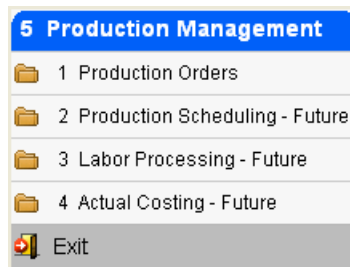 5 Production Management
1 Production Orders
2 Production Scheduling - Future
3 Labor Processing - Future
4 Actual Costing - Future
Exit